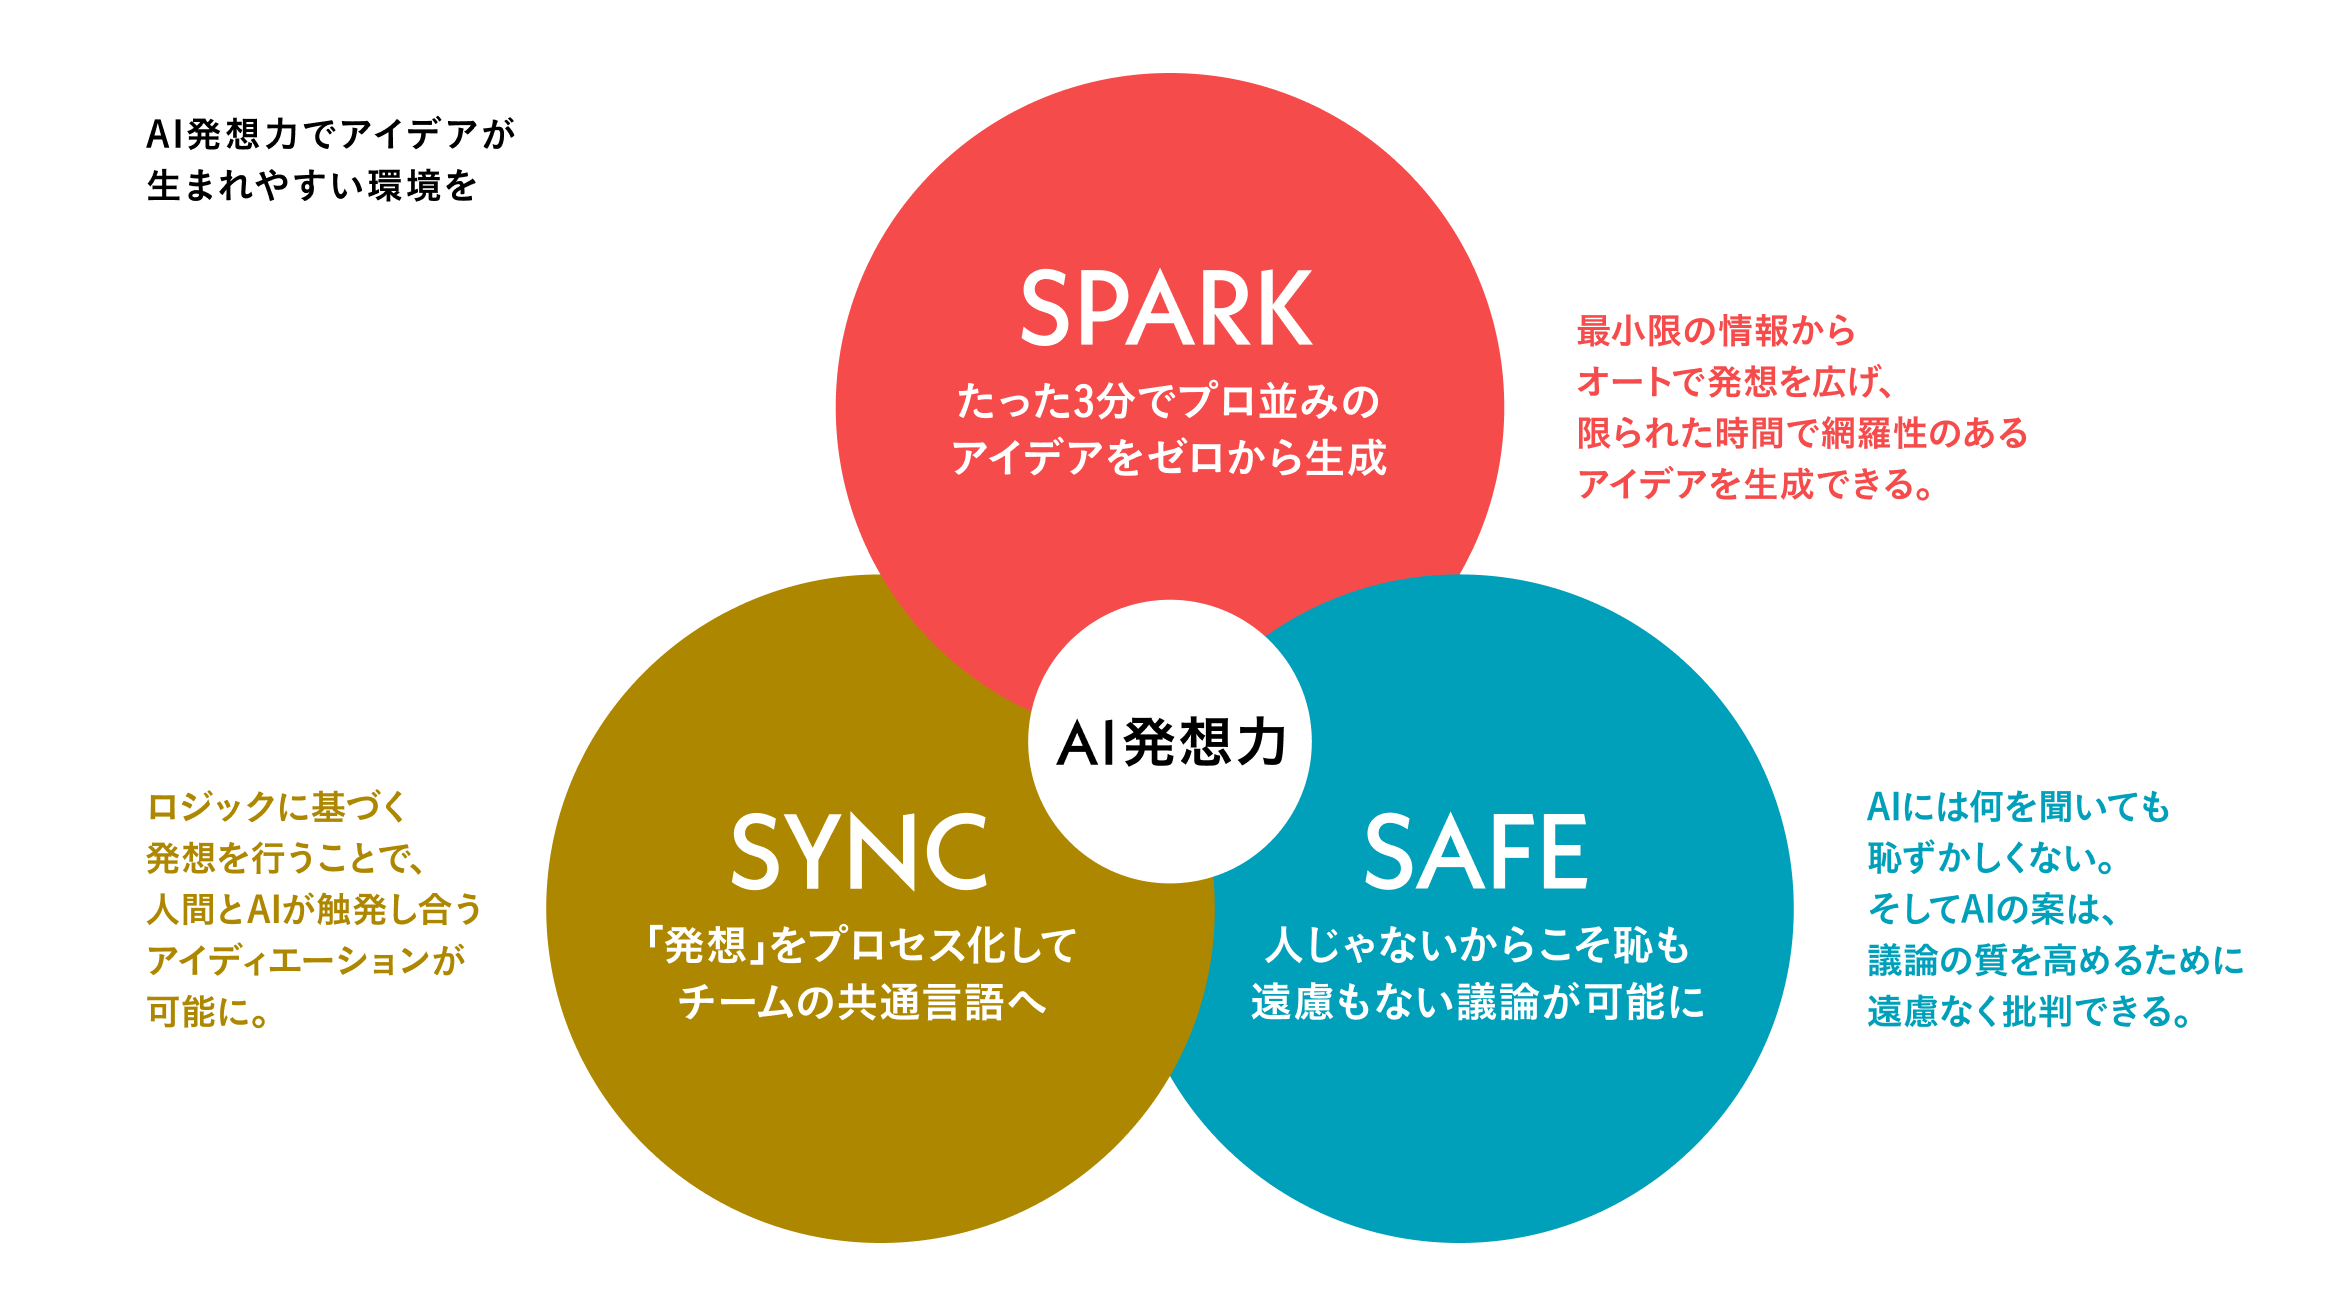 AI発想力でアイデアが
生まれやすい環境を
SPARK
たった3分でプロ並みの
アイデアをゼロから生成
最小限の情報から
オートで発想を広げ、
限られた時間で網羅性のある
アイデアを生成できる。
AI発想力
SYNC
「発想」をプロセス化して
チームの共通言語へ
ロジックに基づく
発想を行うことで、
人間とAIが触発し合う
アイディエーションが
可能に。
SAFE
人じゃないからこそ恥も
遠慮もない議論が可能に
AIには何を聞いても
恥ずかしくない。
そしてAIの案は、
議論の質を高めるために
遠慮なく批判できる。